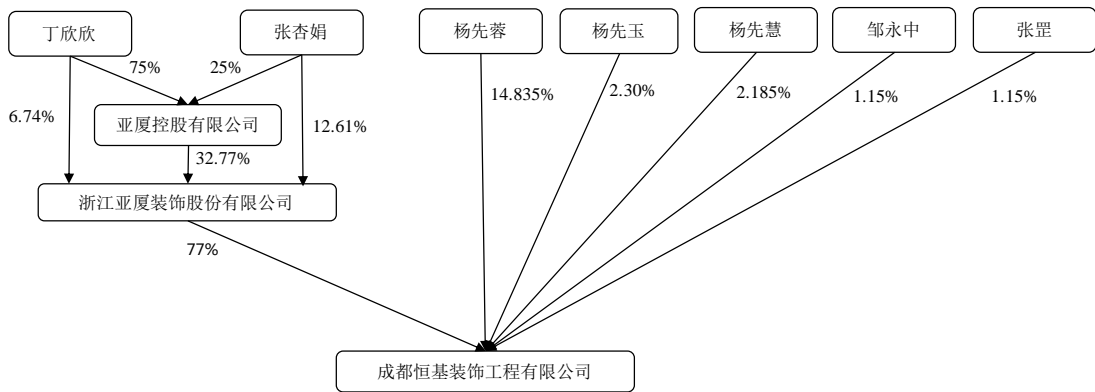 丁欣欣
张杏娟
杨先蓉
杨先玉
杨先慧
邹永中
张罡
75%
25%
6.74%
14.835%
2.30%
2.185%
1.15%
1.15%
亚厦控股有限公司
12.61%
32.77%
浙江亚厦装饰股份有限公司
77%
成都恒基装饰工程有限公司